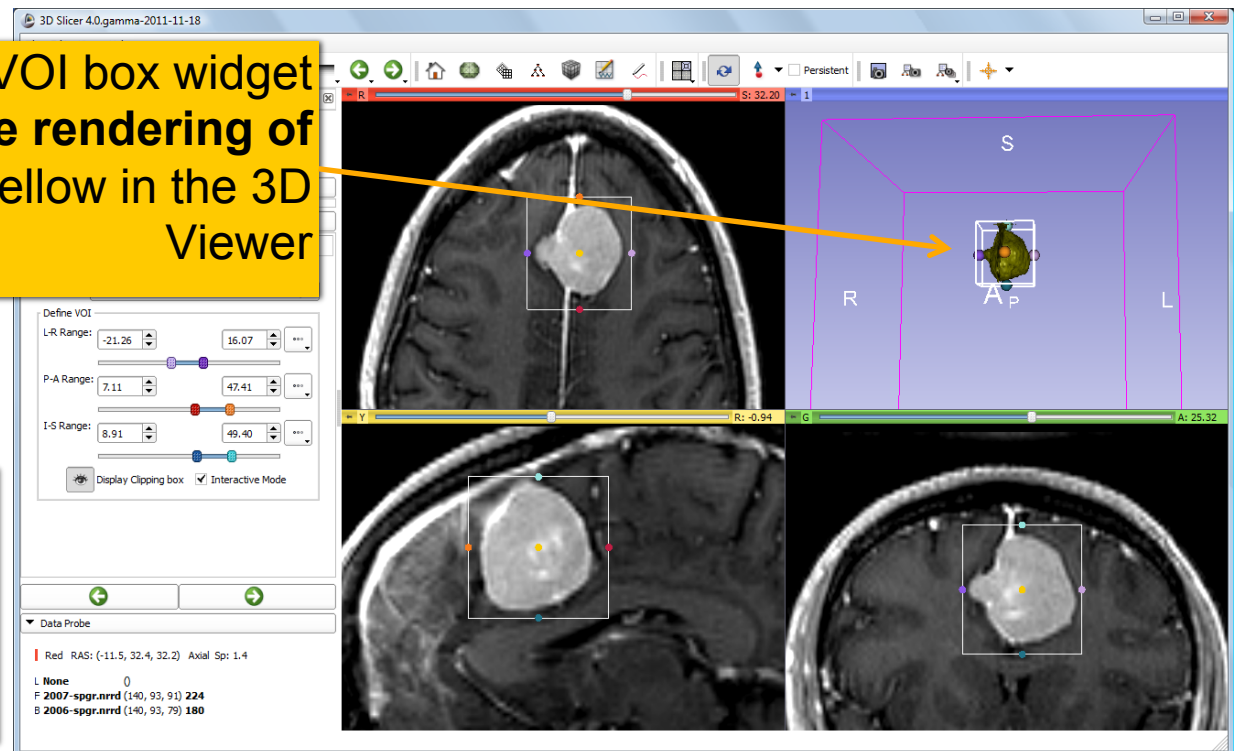 3D Slicer 4.0.gamma-2011-11-18
VOI box widget
rendering of
in the 3D
Viewer
Persistent
R
S: 32.20
1
S
R
A P
L
Define VOI
L-R Range: -21.26 16.07 ...
P-A Range: 7.11 47.41 ...
I-S Range: 8.91 49.40 ...
Display Clipping box Interactive Mode
Y
R: -0.94
G
A: 25.32
Data Probe
Red RAS: (-11.5, 32.4, 32.2) Axial Sp: 1.4
L None ()
F 2007-spgr.nrrd (140, 93, 91) 224
B 2006-spgr.nrrd (140, 93, 79) 180